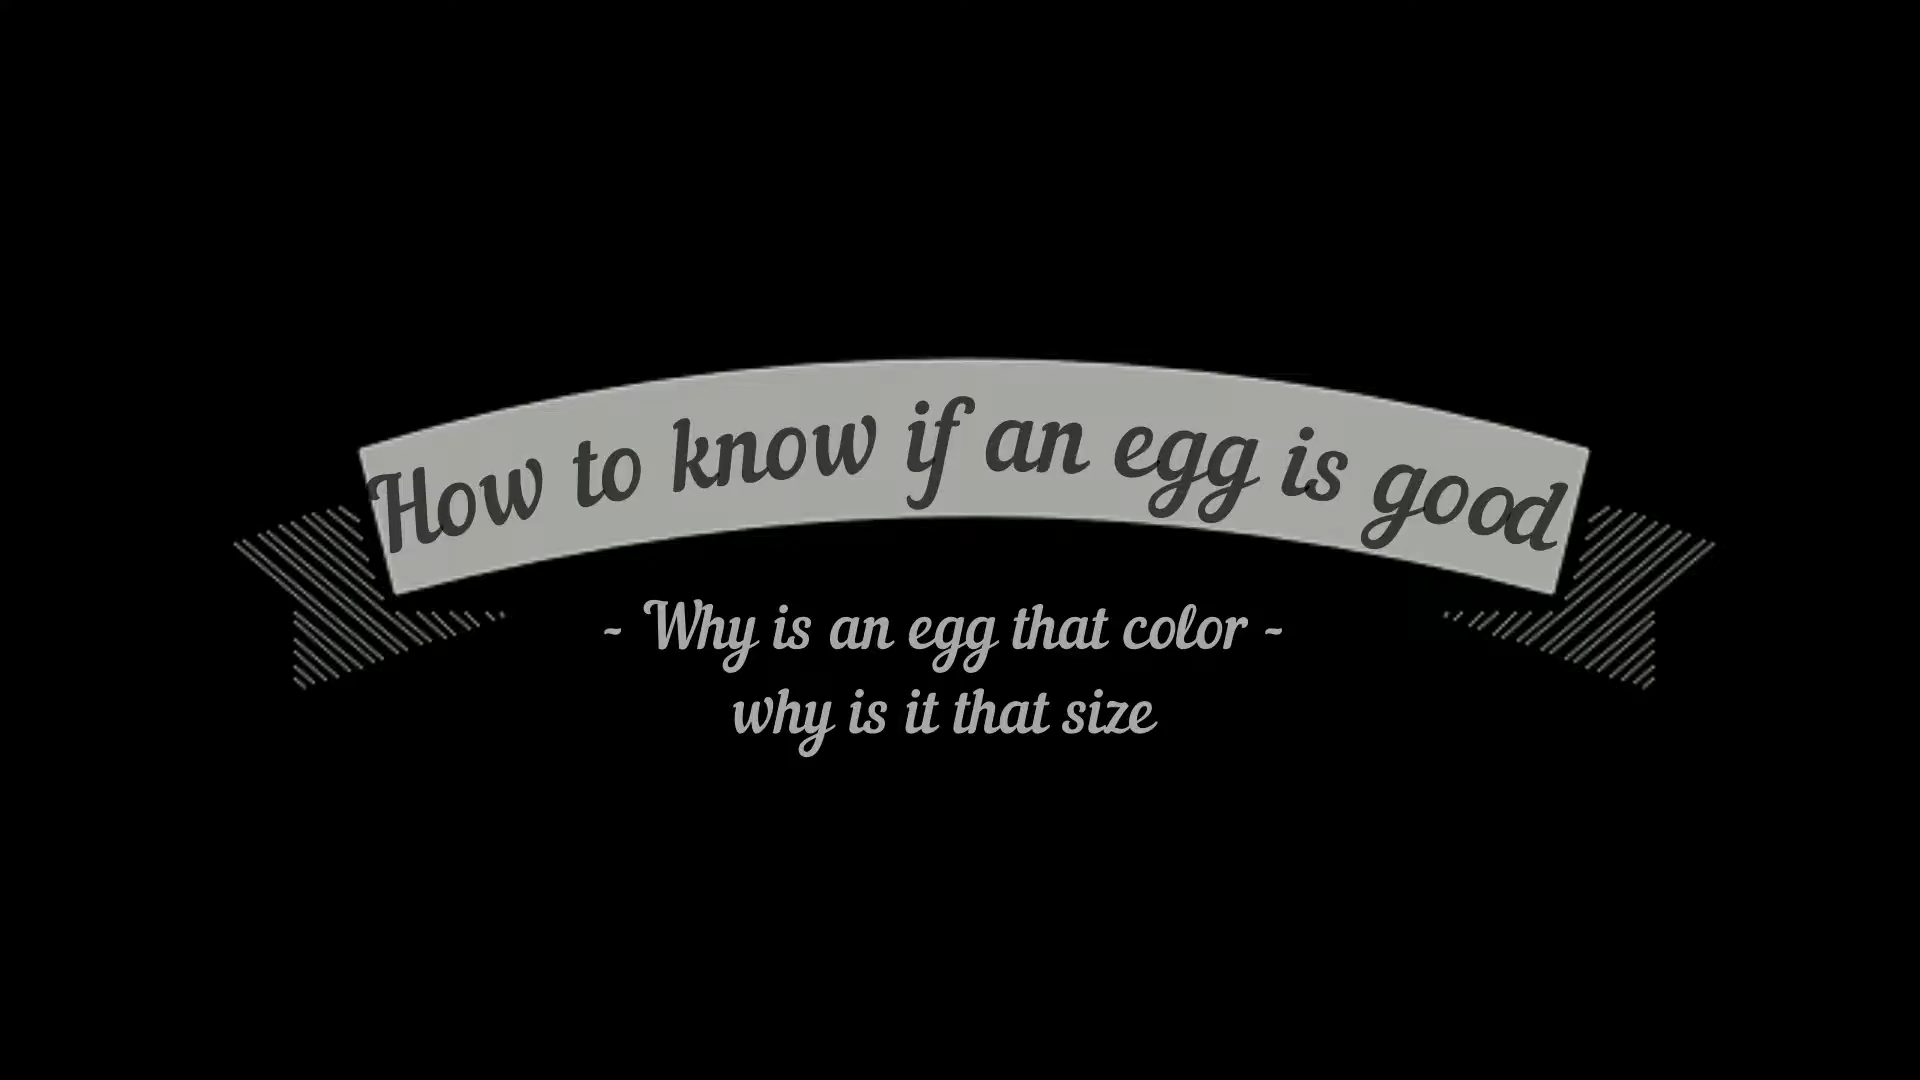 How to know if an egg is good
~ Why is an egg that color ~
why is it that size